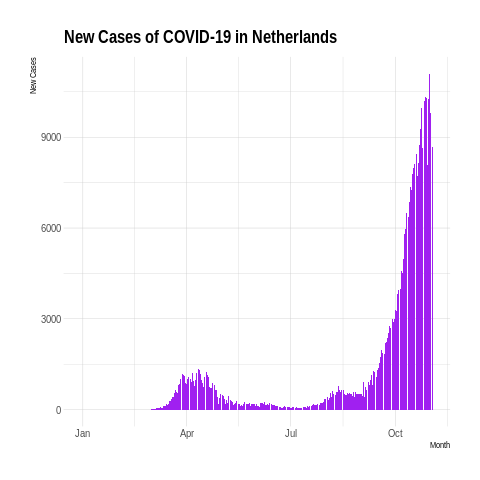 New Cases of COVID-19 in Netherlands
New Cases
9000
6000
3000
0
Jan Apr Jul Oct
Month